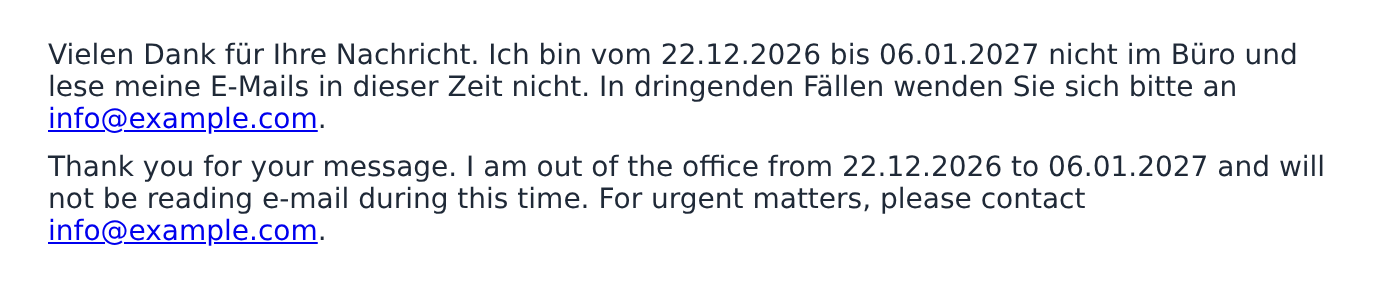 Vielen Dank für Ihre Nachricht. Ich bin vom 22.12.2026 bis 06.01.2027 nicht im Büro und
lese meine E-Mails in dieser Zeit nicht. In dringenden Fällen wenden Sie sich bitte an
info@example.com.
Thank you for your message. I am out of the office from 22.12.2026 to 06.01.2027 and will
not be reading e-mail during this time. For urgent matters, please contact
info@example.com.